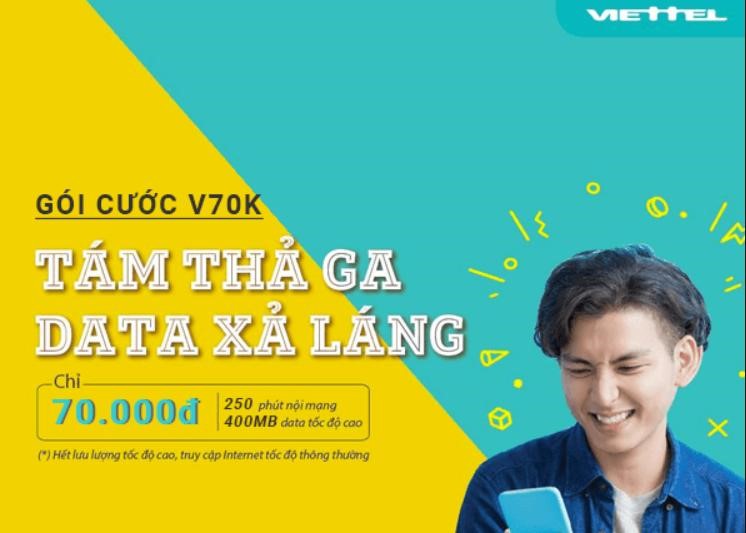 VIETTEL
GÓI CƯỚC V70K
TÁM THẢ GA
DATA XẢ LÁNG
Chỉ
70.000đ
250 phút nội mạng
400MB data tốc độ cao
(*) Hết lưu lượng tốc độ cao, truy cập Internet tốc độ thông thường